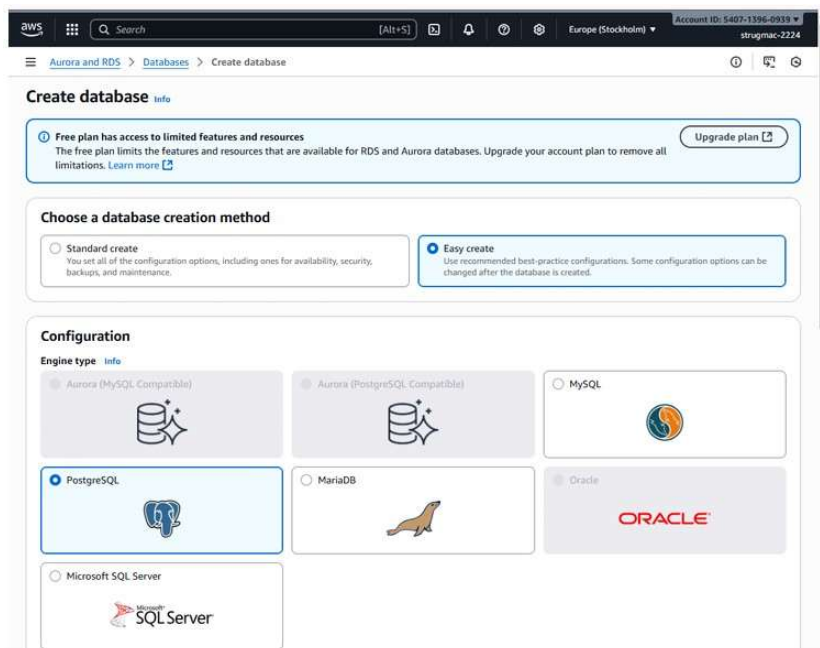 aws
Search [Alt+S] Europe (Stockholm) ▼ Account ID: 5407-1396-0939 ▼
strugmac-2224
Aurora and RDS > Databases > Create database
Create database Info
Free plan has access to limited features and resources
The free plan limits the features and resources that are available for RDS and Aurora databases. Upgrade your account plan to remove all
limitations. Learn more
Upgrade plan
Choose a database creation method
Standard create
You set all of the configuration options, including ones for availability, security,
backups, and maintenance.
Easy create
Use recommended best-practice configurations. Some configuration options can be
changed after the database is created.
Configuration
Engine type Info
Aurora (MySQL Compatible)
Aurora (PostgreSQL Compatible)
MySQL
PostgreSQL
MariaDB
Oracle
ORACLE
Microsoft SQL Server
Microsoft
SQL Server